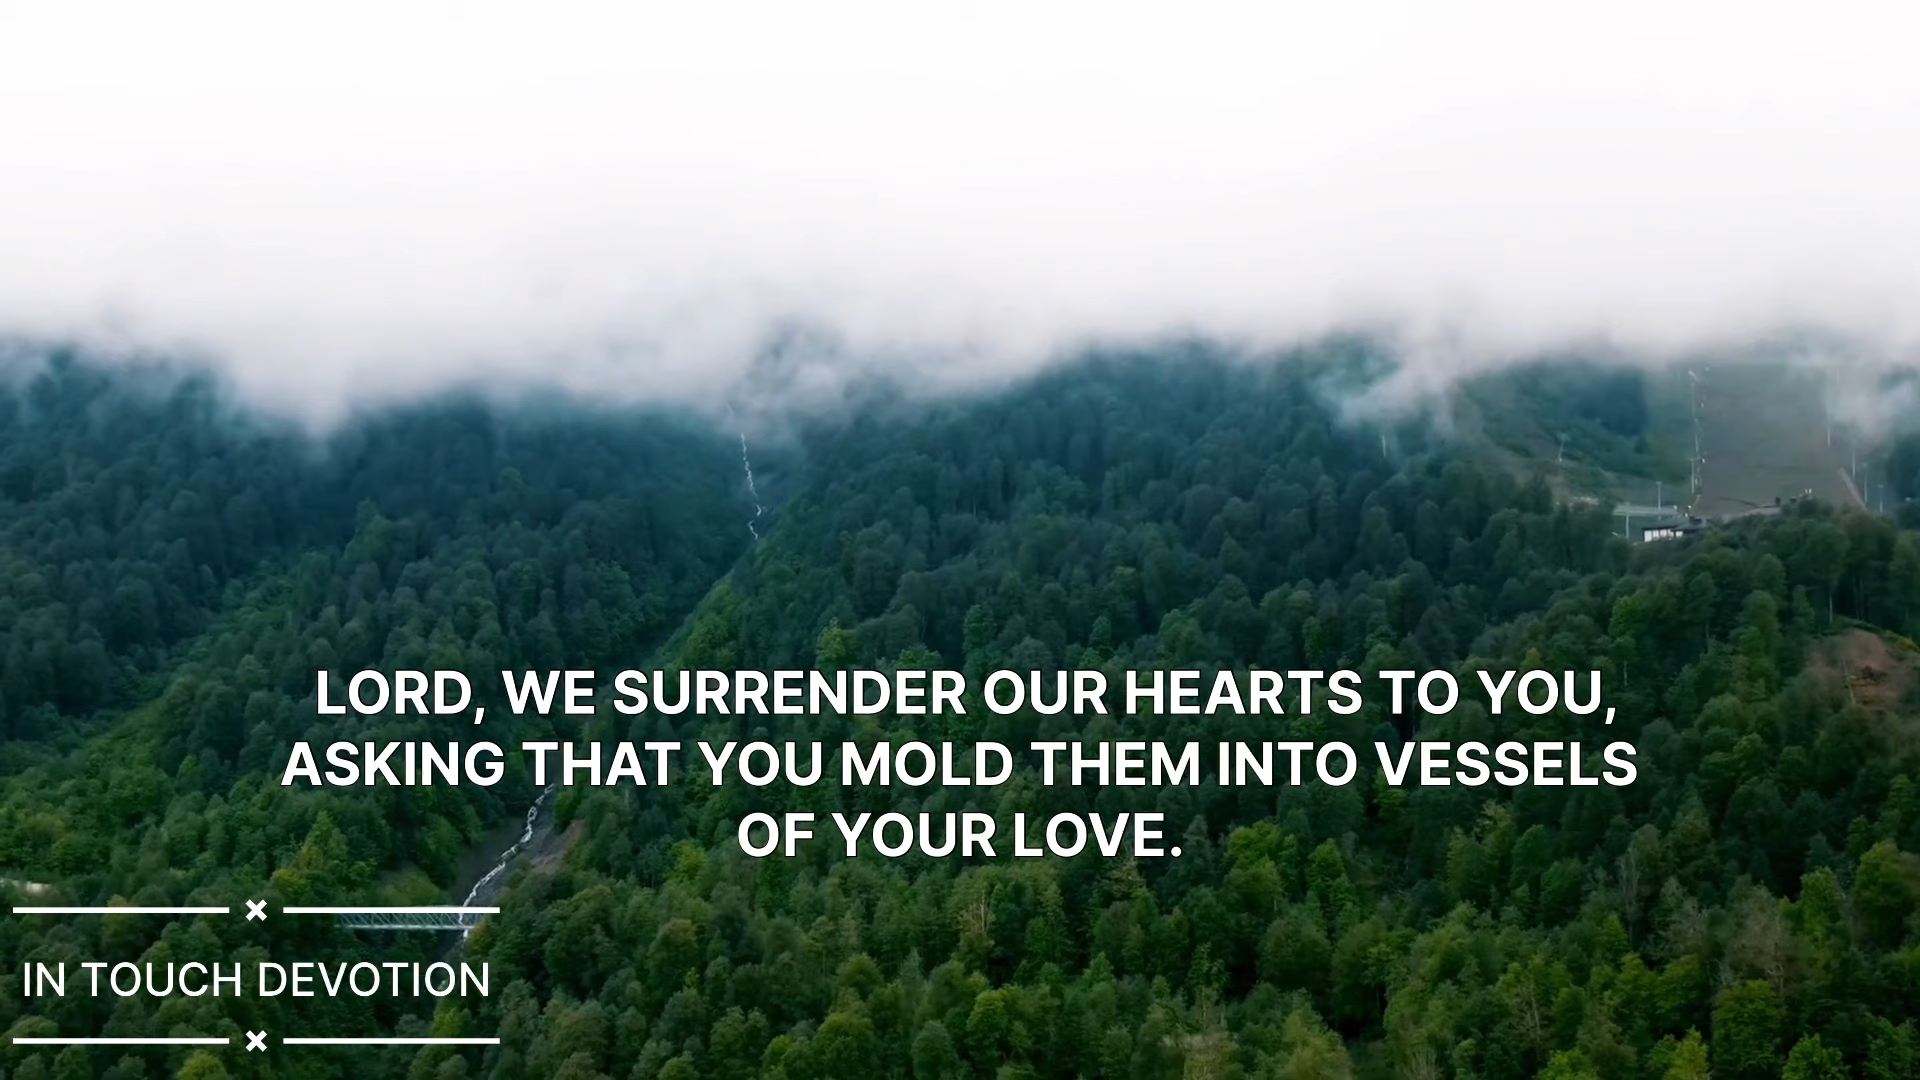 LORD, WE SURRENDER OUR HEARTS TO YOU,
ASKING THAT YOU MOLD THEM INTO VESSELS
OF YOUR LOVE.
IN TOUCH DEVOTION